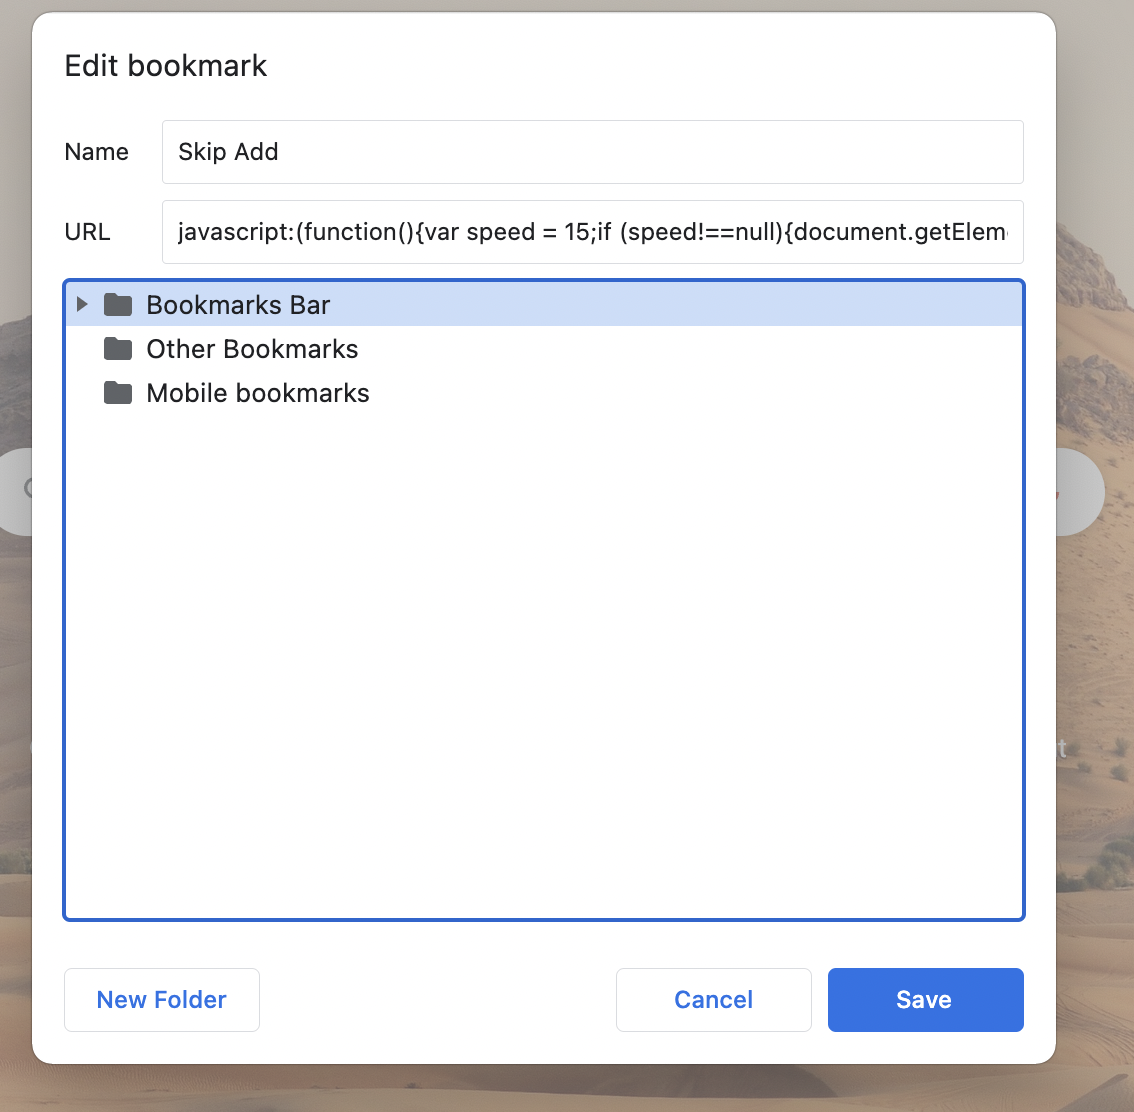 Edit bookmark
Name
Skip Add
URL
javascript:(function(){var speed = 15;if (speed!==null){document.getElem
Bookmarks Bar
Other Bookmarks
Mobile bookmarks
New Folder
Cancel
Save